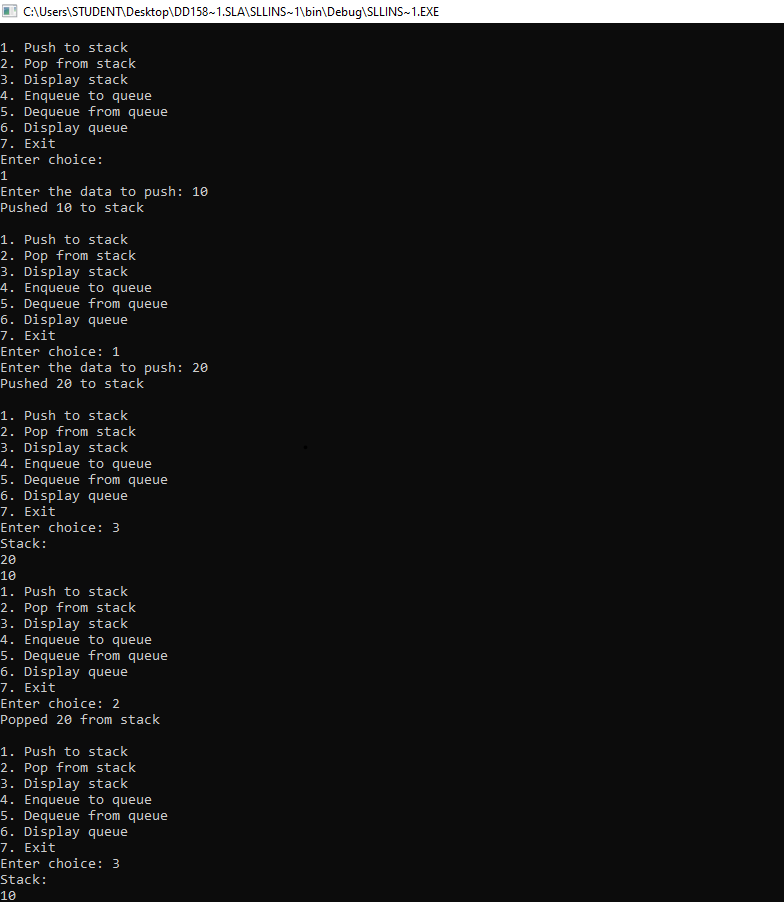 C:\Users\STUDENT\Desktop\DD158~1.SLA\SLLINS~1\bin\Debug\SLLINS~1.EXE
1. Push to stack
2. Pop from stack
3. Display stack
4. Enqueue to queue
5. Dequeue from queue
6. Display queue
7. Exit
Enter choice:
1
Enter the data to push: 10
Pushed 10 to stack
1. Push to stack
2. Pop from stack
3. Display stack
4. Enqueue to queue
5. Dequeue from queue
6. Display queue
7. Exit
Enter choice: 1
Enter the data to push: 20
Pushed 20 to stack
1. Push to stack
2. Pop from stack
3. Display stack
4. Enqueue to queue
5. Dequeue from queue
6. Display queue
7. Exit
Enter choice: 3
Stack:
20
10
1. Push to stack
2. Pop from stack
3. Display stack
4. Enqueue to queue
5. Dequeue from queue
6. Display queue
7. Exit
Enter choice: 2
Popped 20 from stack
1. Push to stack
2. Pop from stack
3. Display stack
4. Enqueue to queue
5. Dequeue from queue
6. Display queue
7. Exit
Enter choice: 3
Stack:
10